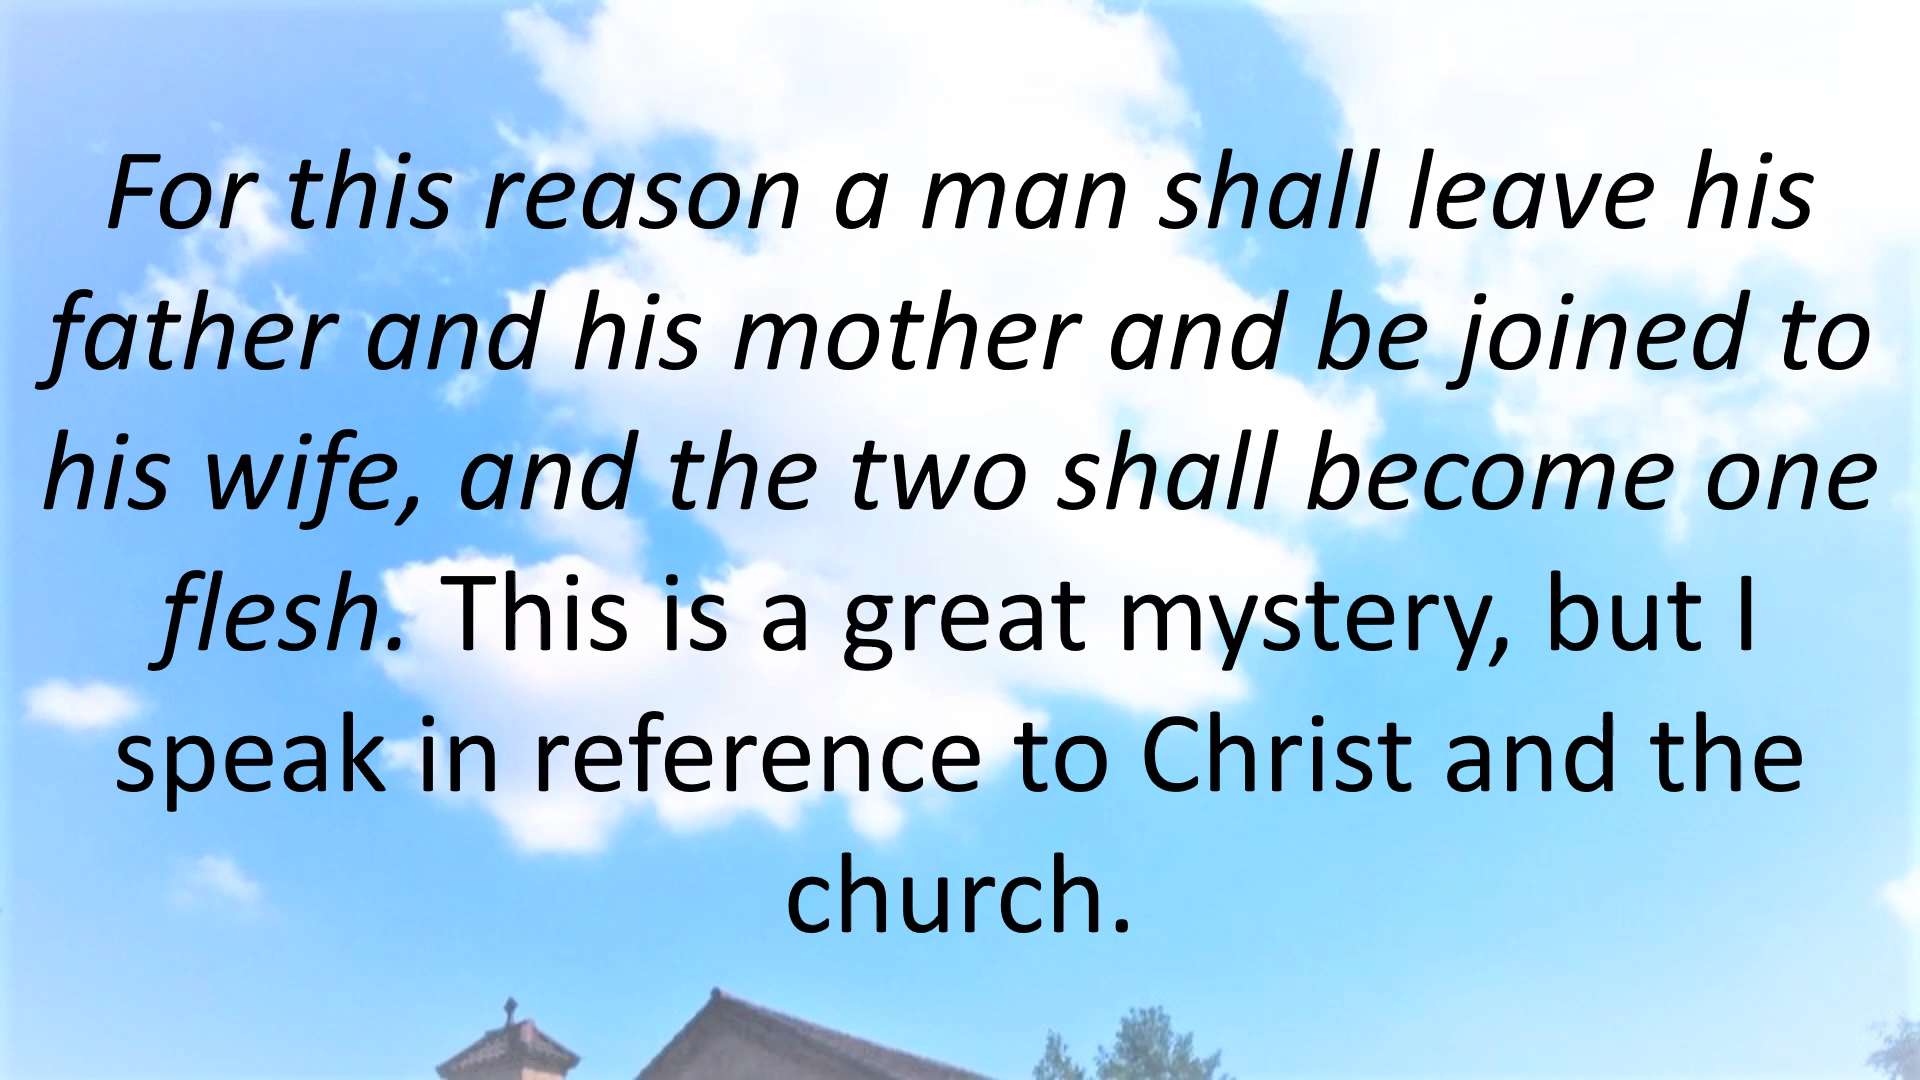 For this reason a man shall leave his
father and his mother and be joined to
his wife, and the two shall become one
flesh. This is a great mystery, but I
speak in reference to Christ and the
church.